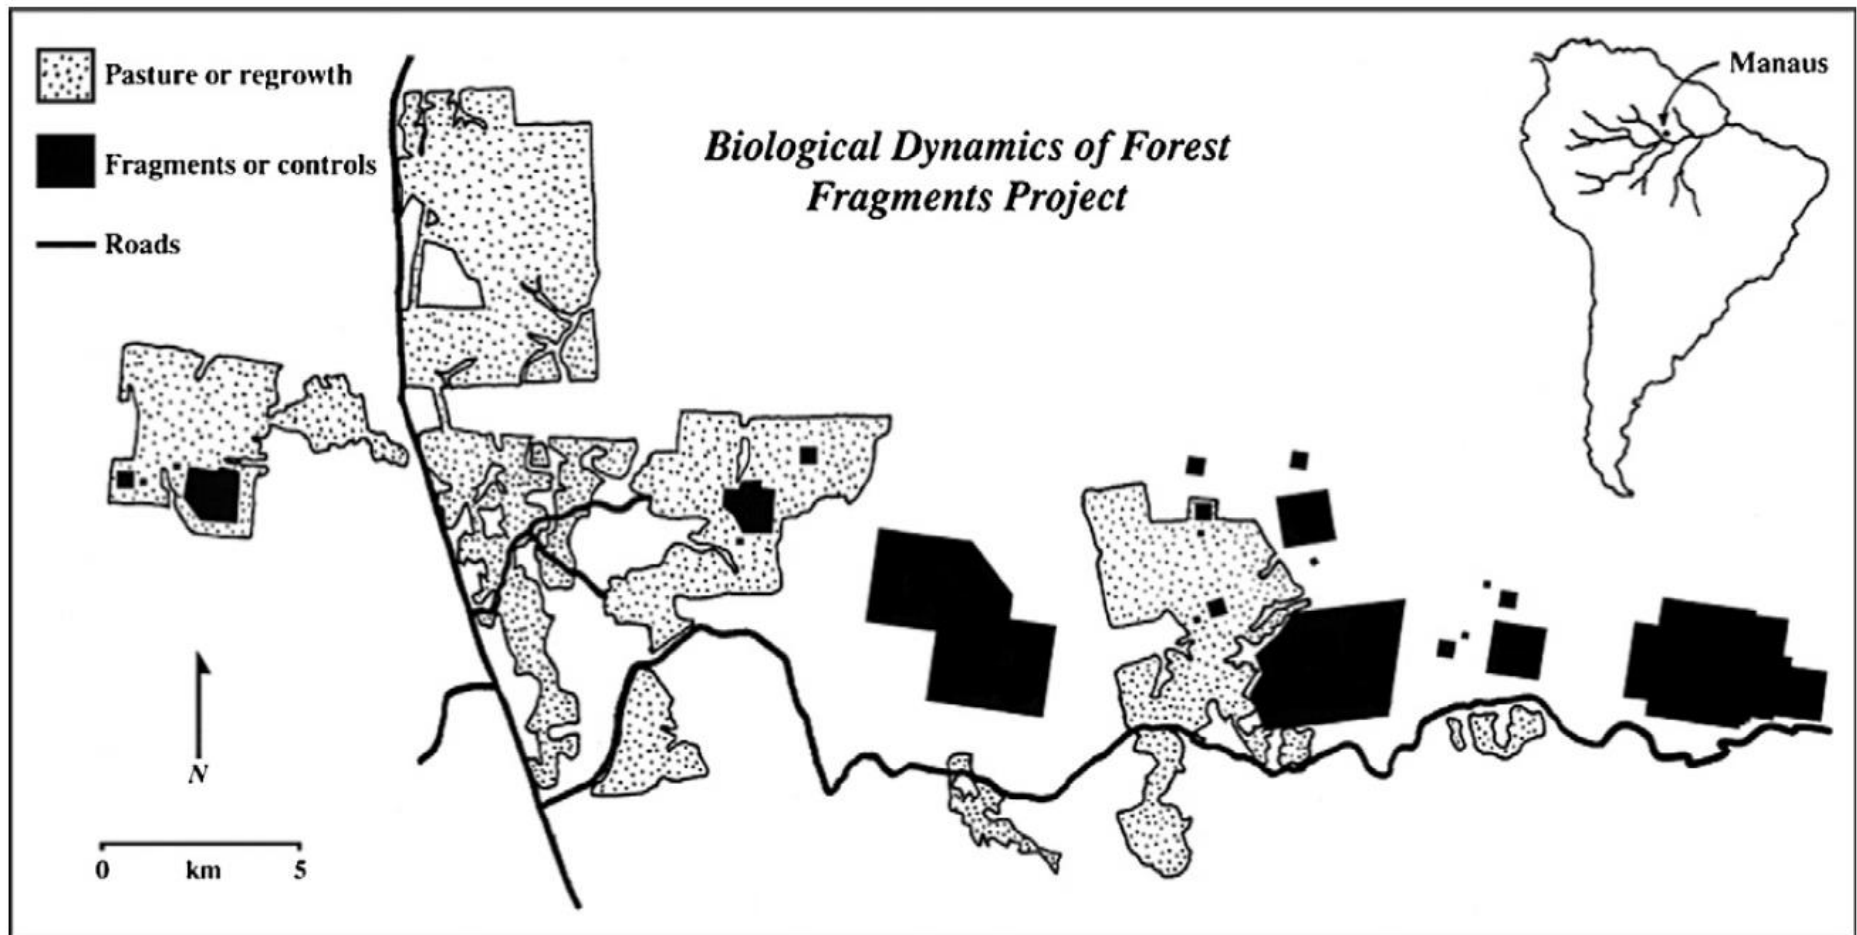 Pasture or regrowth
Fragments or controls
Roads
Biological Dynamics of Forest
Fragments Project
Manaus
N
0 km 5